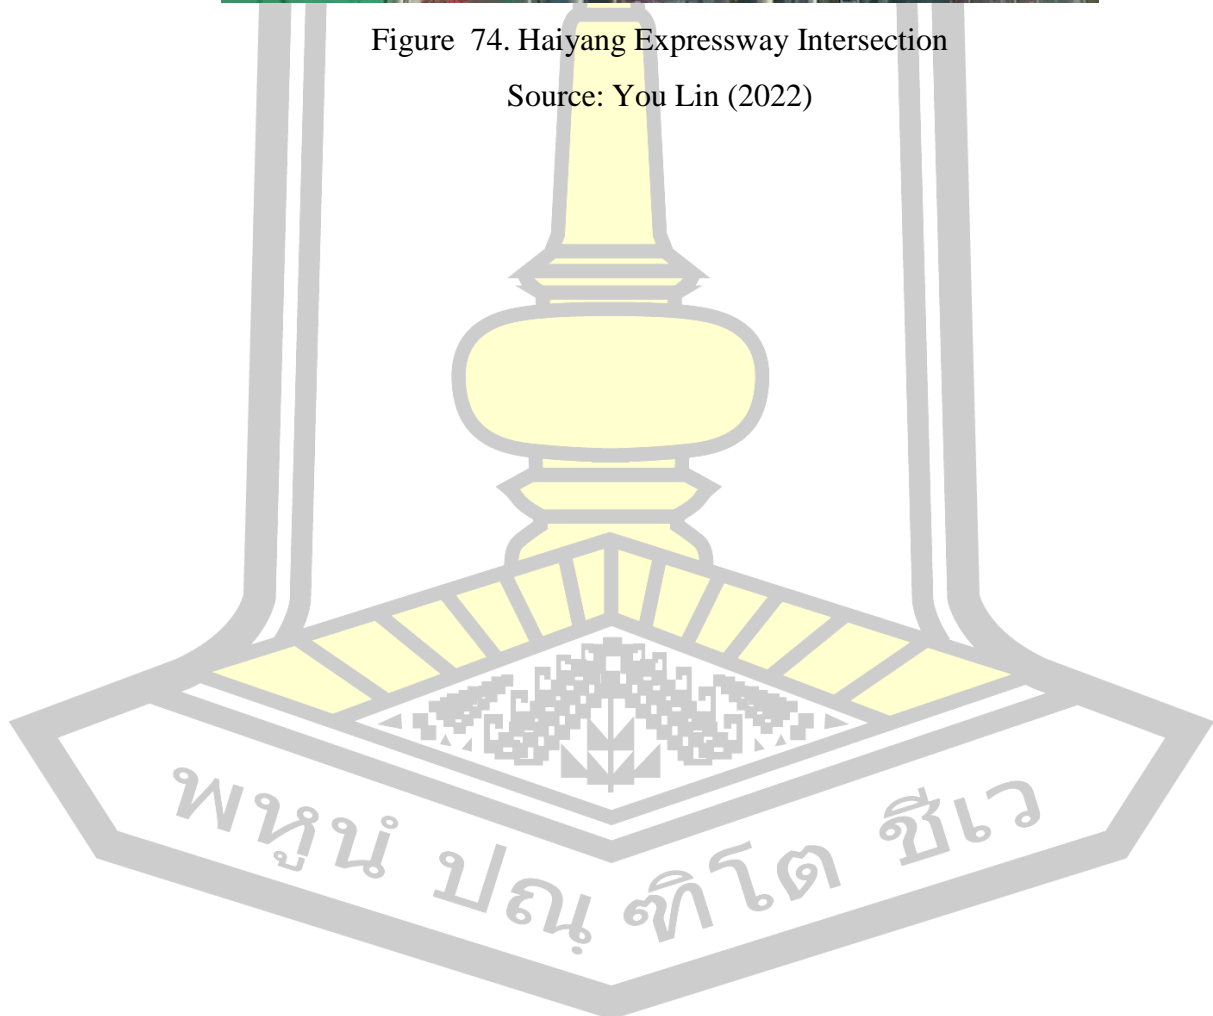 Figure 74. Haiyang Expressway Intersection
Source: You Lin (2022)
พหูนํ ปณฺ ฑิโต ชีเว